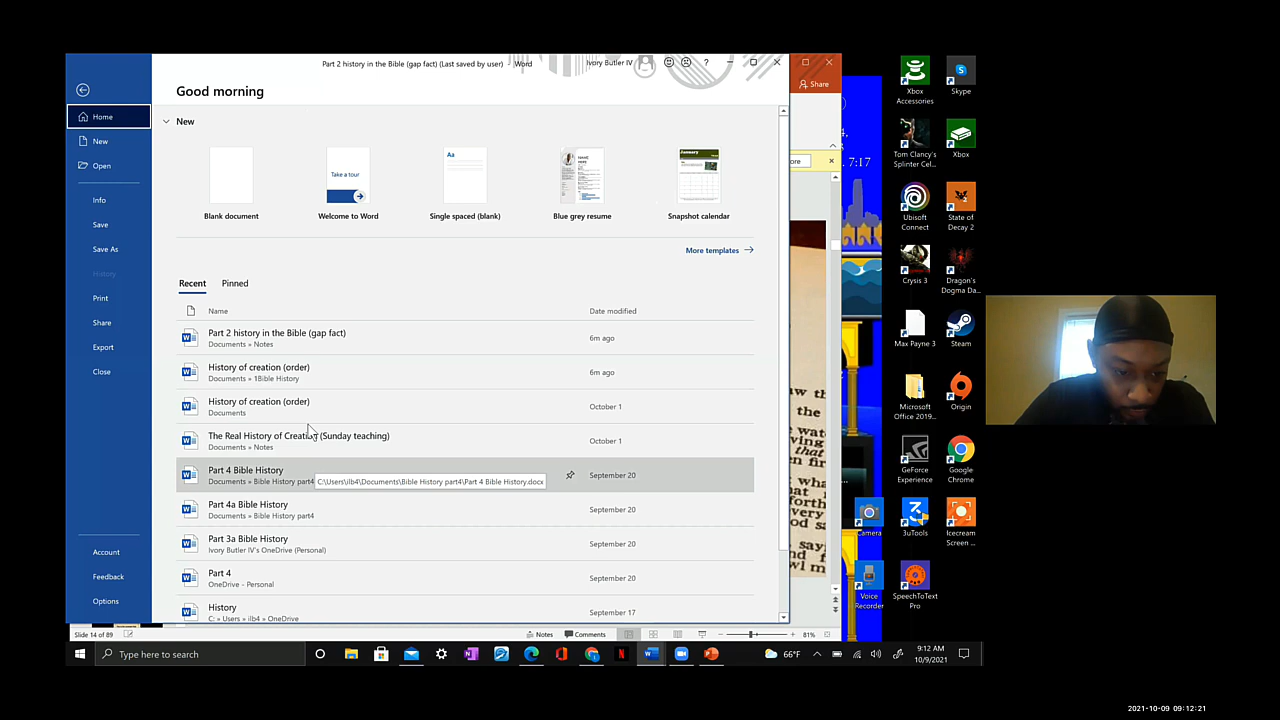 Part 2 history in the Bible (gap fact) (Last saved by user) - Word
Ivory Butler IV
?
Share
Good morning
Home
New
Open
Info
Save
Save As
History
Print
Share
Export
Close
Account
Feedback
Options
New
Aa
Take a tour
January
Blank document
Welcome to Word
Single spaced (blank)
Blue grey resume
Snapshot calendar
More templates
Recent
Pinned
Name
Date modified
Part 2 history in the Bible (gap fact)
Documents » Notes
6m ago
History of creation (order)
Documents » 1Bible History
6m ago
History of creation (order)
Documents
October 1
The Real History of Creation (Sunday teaching)
Documents » Notes
October 1
Part 4 Bible History
Documents » Bible History part4
C:\Users\ilb4\Documents\Bible History part4\Part 4 Bible History.docx
September 20
Part 4a Bible History
Documents » Bible History part4
September 20
Part 3a Bible History
Ivory Butler IV's OneDrive (Personal)
September 20
Part 4
OneDrive - Personal
September 20
History
C: » Users » ilb4 » OneDrive
September 17
7:17
Slide 14 of 89
Notes
Comments
81%
Type here to search
66°F
9:12 AM
10/9/2021
Xbox
Accessories
Skype
Tom Clancy's
Splinter Cel...
Xbox
Ubisoft
Connect
State of
Decay 2
Crysis 3
Dragon's
Dogma Da...
Max Payne 3
Steam
Microsoft
Office 2019...
Origin
GeForce
Experience
Google
Chrome
Camera
3uTools
Icecream
Screen ...
Voice
Recorder
SpeechToText
Pro
2021-10-09 09:12:21